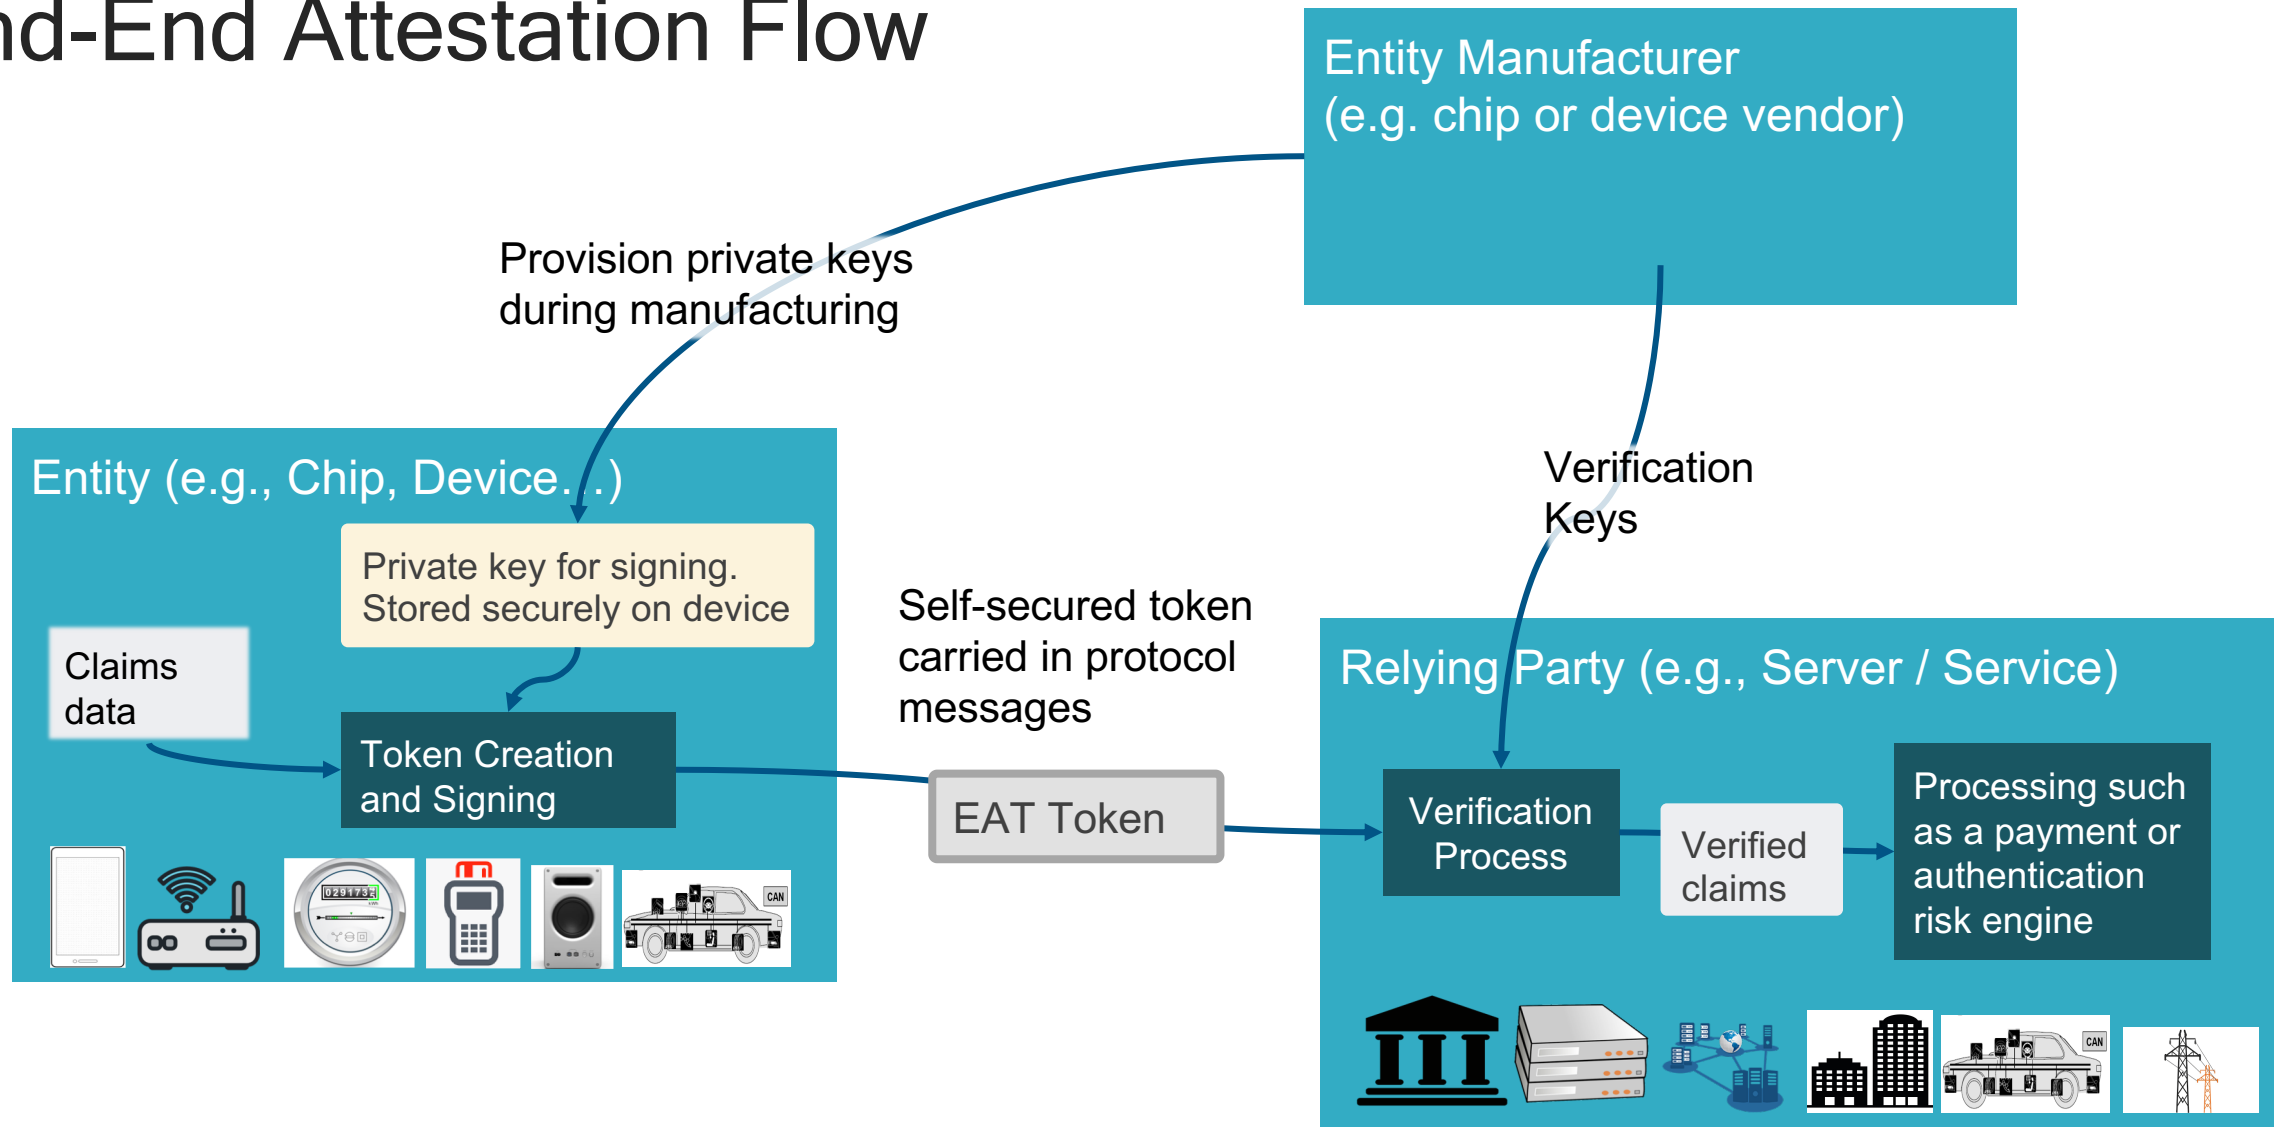 nd-End Attestation Flow
Entity Manufacturer
(e.g. chip or device vendor)
Provision private keys
during manufacturing
Verification
Keys
Entity (e.g., Chip, Device…)
Private key for signing.
Stored securely on device
Claims
data
Token Creation
and Signing
Self-secured token
carried in protocol
messages
EAT Token
Relying Party (e.g., Server / Service)
Verification
Process
Verified
claims
Processing such
as a payment or
authentication
risk engine
CAN
CAN